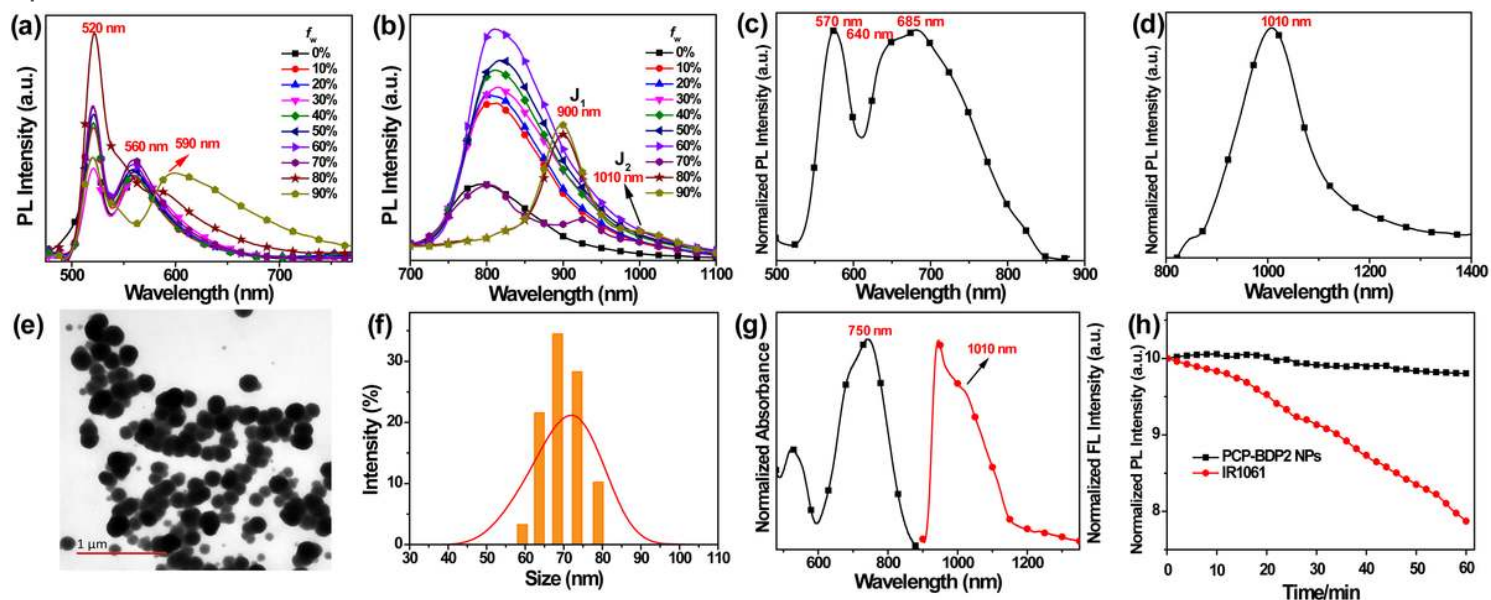 (a)
520 nm
560 nm
590 nm
f_w
0%
10%
20%
30%
40%
50%
60%
70%
80%
90%
PL Intensity (a.u.)
500
600
700
Wavelength (nm)
(b)
J1
900 nm
J2
1010 nm
f_w
0%
10%
20%
30%
40%
50%
60%
70%
80%
90%
PL Intensity (a.u.)
700
800
900
1000
1100
Wavelength (nm)
(c)
570 nm
640 nm
685 nm
Normalized PL Intensity (a.u.)
500
600
700
800
900
Wavelength (nm)
(d)
1010 nm
Normalized PL Intensity (a.u.)
800
1000
1200
1400
Wavelength (nm)
(e)
1 μm
(f)
Intensity (%)
0
10
20
30
30
40
50
60
70
80
90
100
110
Size (nm)
(g)
750 nm
1010 nm
Normalized Absorbance
Normalized FL Intensity (a.u.)
600
800
1000
1200
Wavelength (nm)
(h)
Normalized PL Intensity (a.u.)
10
9
8
PCP-BDP2 NPs
IR1061
0
10
20
30
40
50
60
Time/min